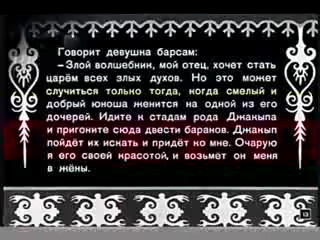 Говорит девушка барсам:
– Злой волшебник, мой отец, хочет стать
царём всех злых духов. Но это может
случиться только тогда, когда смелый и
добрый юноша женится на одной из его
дочерей. Идите к стадам рода Джакыпа
и пригоните сюда двести баранов. Джакып
пойдёт их искать и придёт ко мне. Очарую
я его своей красотой, и возьмет он меня
в жёны.